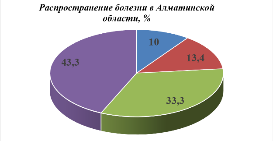 Распространение болезни в Алматинской
области, %
10
13,4
33,3
43,3